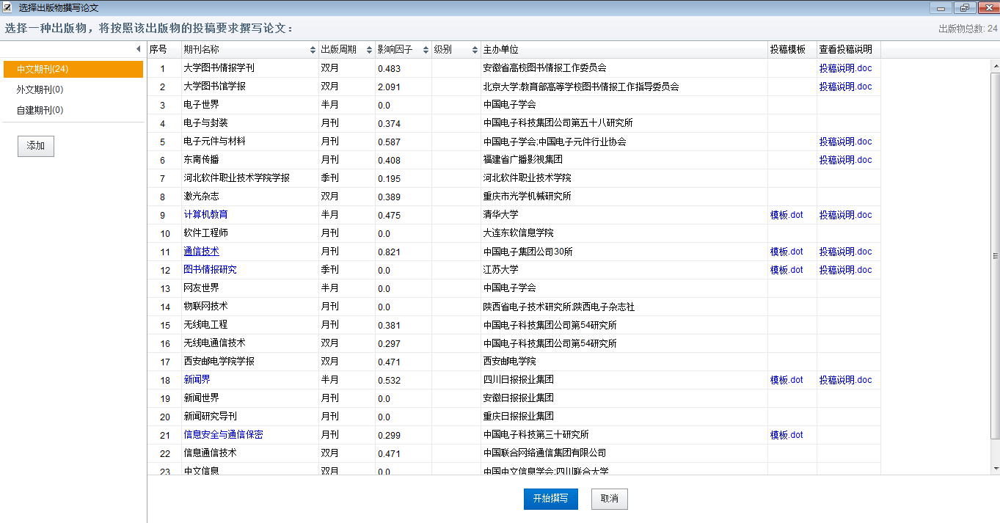 选择出版物撰写论文
选择一种出版物，将按照该出版物的投稿要求撰写论文：
出版物总数: 24
中文期刊(24)
外文期刊(0)
自建期刊(0)
添加
序号 期刊名称 出版周期 影响因子 级别 主办单位 投稿模板 查看投稿说明
1 大学图书情报学刊 双月 0.483 安徽省高校图书情报工作委员会 投稿说明.doc
2 大学图书馆学报 双月 2.091 北京大学;教育部高等学校图书情报工作指导委员会 投稿说明.doc
3 电子世界 半月 0.0 中国电子学会
4 电子与封装 月刊 0.374 中国电子科技集团公司第五十八研究所
5 电子元件与材料 月刊 0.587 中国电子学会;中国电子元件行业协会 投稿说明.doc
6 东南传播 月刊 0.408 福建省广播影视集团 投稿说明.doc
7 河北软件职业技术学院学报 季刊 0.195 河北软件职业技术学院
8 激光杂志 双月 0.389 重庆市光学机械研究所
9 计算机教育 半月 0.475 清华大学 模板.dot 投稿说明.doc
10 软件工程师 月刊 0.0 大连东软信息学院
11 通信技术 月刊 0.821 中国电子集团公司30所 模板.dot 投稿说明.doc
12 图书情报研究 季刊 0.0 江苏大学 模板.dot 投稿说明.doc
13 网友世界 半月 0.0 中国电子学会
14 物联网技术 月刊 0.0 陕西省电子技术研究所;陕西电子杂志社
15 无线电工程 月刊 0.381 中国电子科技集团公司第54研究所
16 无线电通信技术 双月 0.297 中国电子科技集团公司第54研究所
17 西安邮电学院学报 双月 0.471 西安邮电学院
18 新闻界 半月 0.532 四川日报报业集团 模板.dot 投稿说明.doc
19 新闻世界 月刊 0.0 安徽日报报业集团
20 新闻研究导刊 月刊 0.0 重庆日报报业集团
21 信息安全与通信保密 月刊 0.299 中国电子科技第三十研究所 模板.dot
22 信息通信技术 双月 0.471 中国联合网络通信集团有限公司
23 中文信息 双月 0.0 中国中文信息学会;四川联合大学
开始撰写 取消